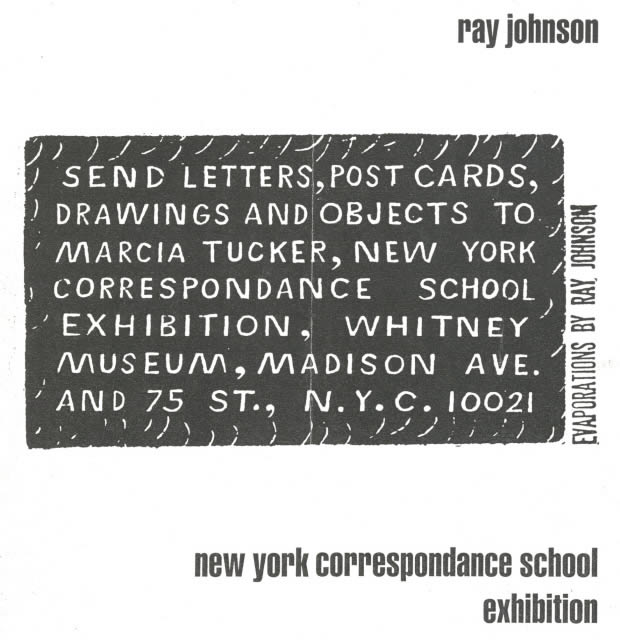 ray johnson
SEND LETTERS, POST CARDS,
DRAWINGS AND OBJECTS TO
MARCIA TUCKER, NEW YORK
CORRESPONDANCE SCHOOL
EXHIBITION, WHITNEY
MUSEUM, MADISON AVE.
AND 75 ST., N.Y.C. 10021
EVAPORATIONS BY RAY JOHNSON
new york correspondance school
exhibition